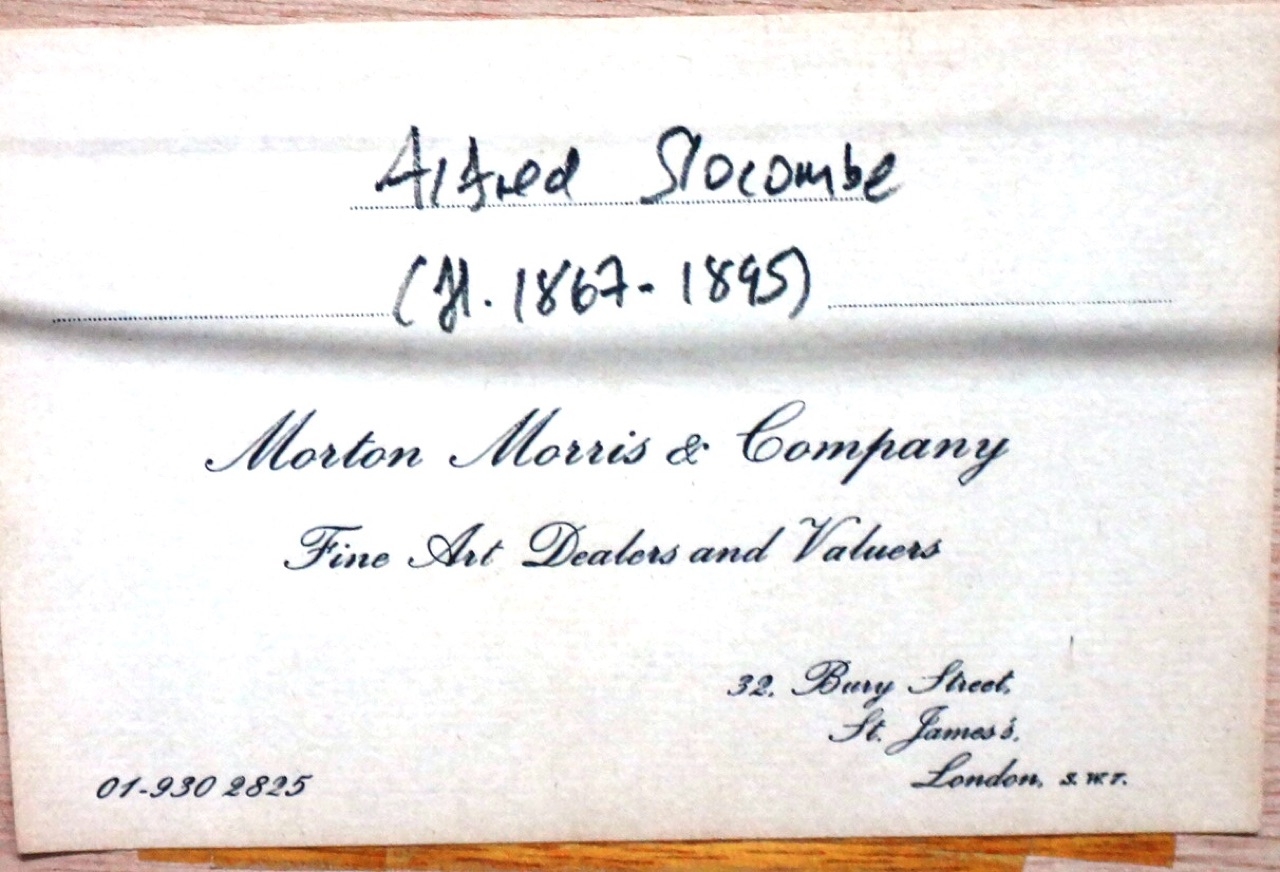 Alfred Slocombe
(fl. 1867-1895)
Morton Morris & Company
Fine Art Dealers and Valuers
32, Bury Street,
St. James's,
London, S.W.1.
01-930 2825